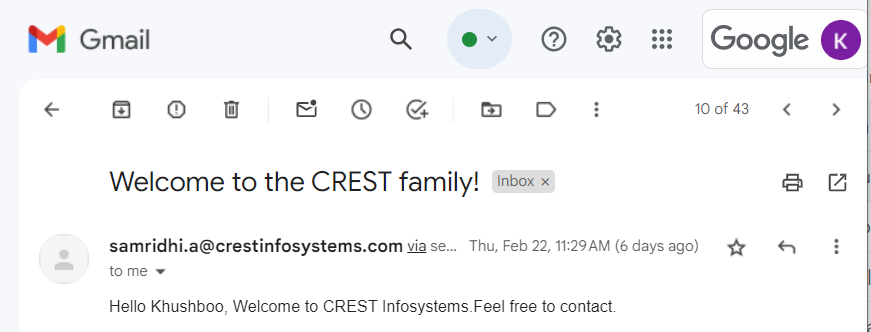 Gmail
Google K
10 of 43
Welcome to the CREST family! Inbox ×
samridhi.a@crestinfosystems.com via se... Thu, Feb 22, 11:29 AM (6 days ago)
to me
Hello Khushboo, Welcome to CREST Infosystems.Feel free to contact.